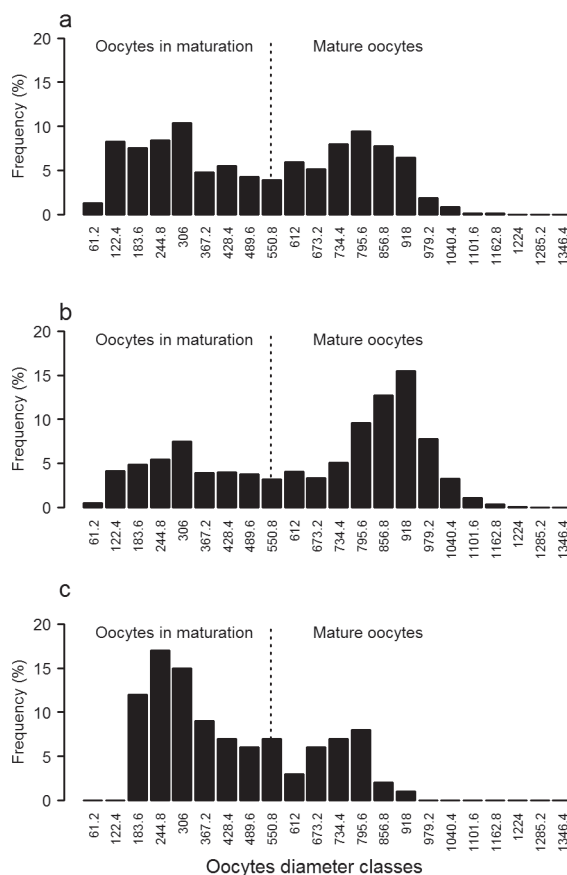 a
20
15
10
5
0
Frequency (%)
Oocytes in maturation
Mature oocytes
61.2 122.4 183.6 244.8 306 367.2 428.4 489.6 550.8 612 673.2 734.4 795.6 856.8 918 979.2 1040.4 1101.6 1162.8 1224 1285.2 1346.4
b
20
15
10
5
0
Frequency (%)
Oocytes in maturation
Mature oocytes
61.2 122.4 183.6 244.8 306 367.2 428.4 489.6 550.8 612 673.2 734.4 795.6 856.8 918 979.2 1040.4 1101.6 1162.8 1224 1285.2 1346.4
c
20
15
10
5
0
Frequency (%)
Oocytes in maturation
Mature oocytes
61.2 122.4 183.6 244.8 306 367.2 428.4 489.6 550.8 612 673.2 734.4 795.6 856.8 918 979.2 1040.4 1101.6 1162.8 1224 1285.2 1346.4
Oocytes diameter classes